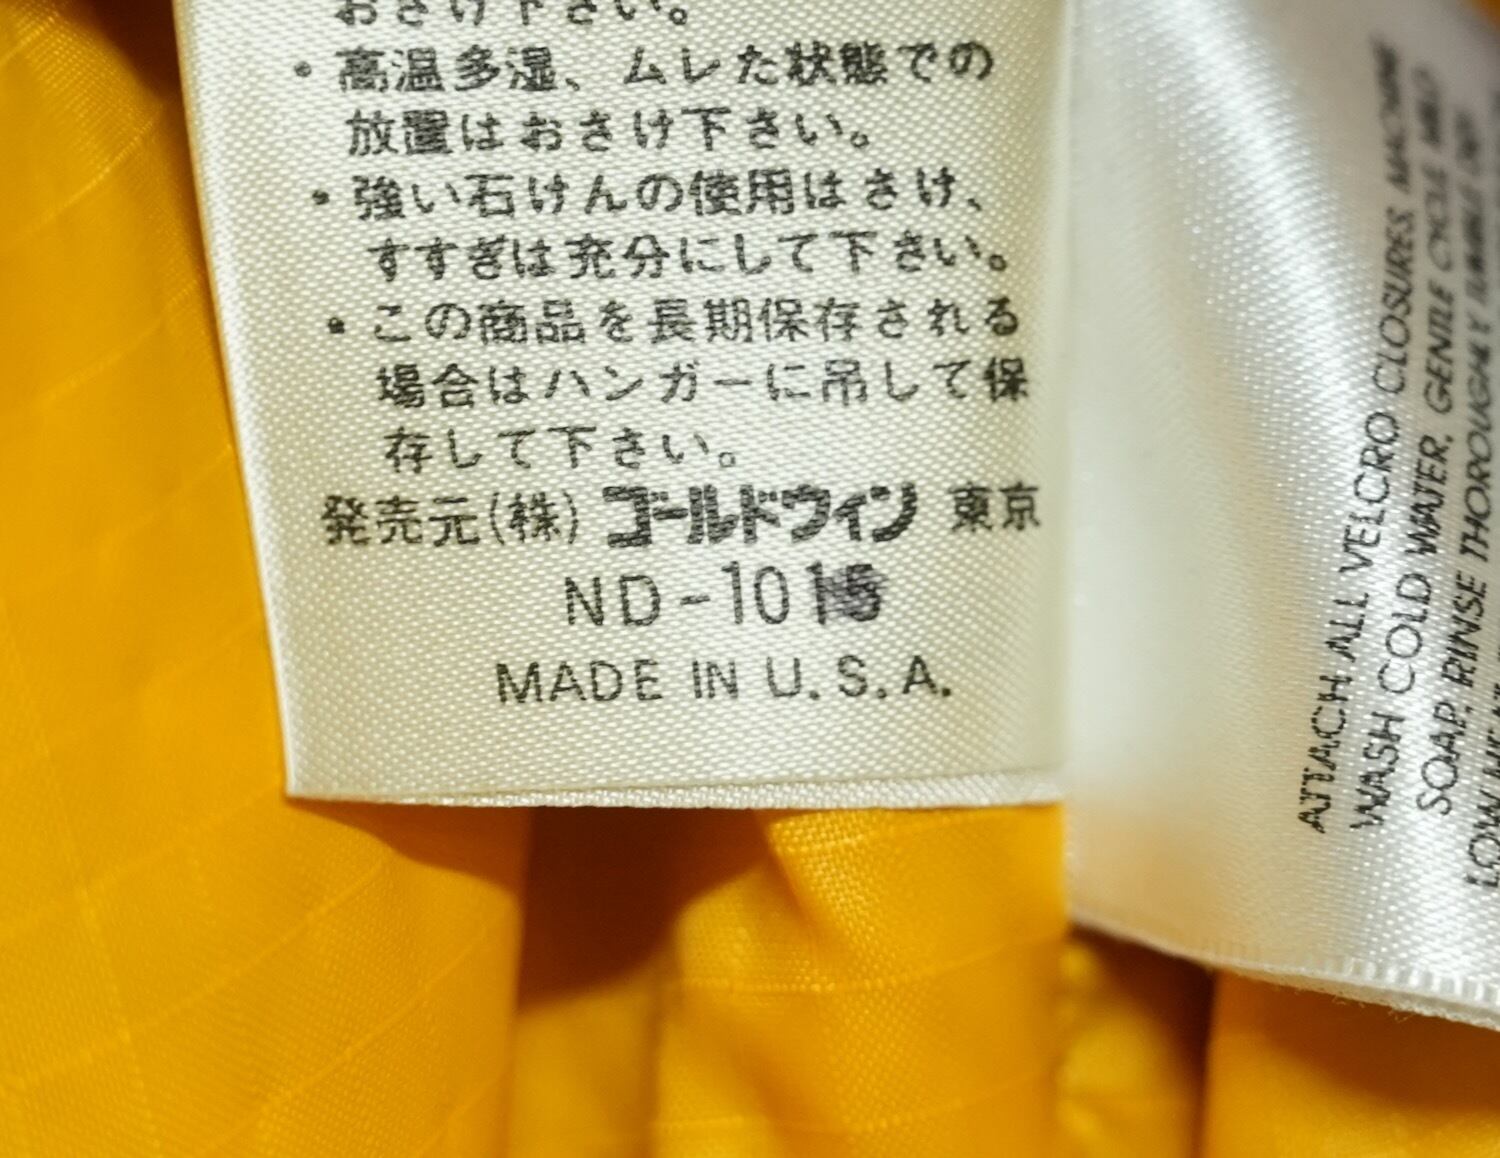 おさけ下さい。
・高温多湿、ムレた状態での
放置はおさけ下さい。
・強い石けんの使用はさけ、
すすぎは充分にして下さい。
・この商品を長期保存される
場合はハンガーに吊して保
存して下さい。
発売元(株)ゴールドウィン 東京
ND-101
MADE IN U.S.A.
ATTACH ALL VELCRO CLOSURES. MACHINE
WASH COLD WATER, GENTLE CYCLE, MILD
SOAP, RINSE THOROUGHLY
LOW HEAT